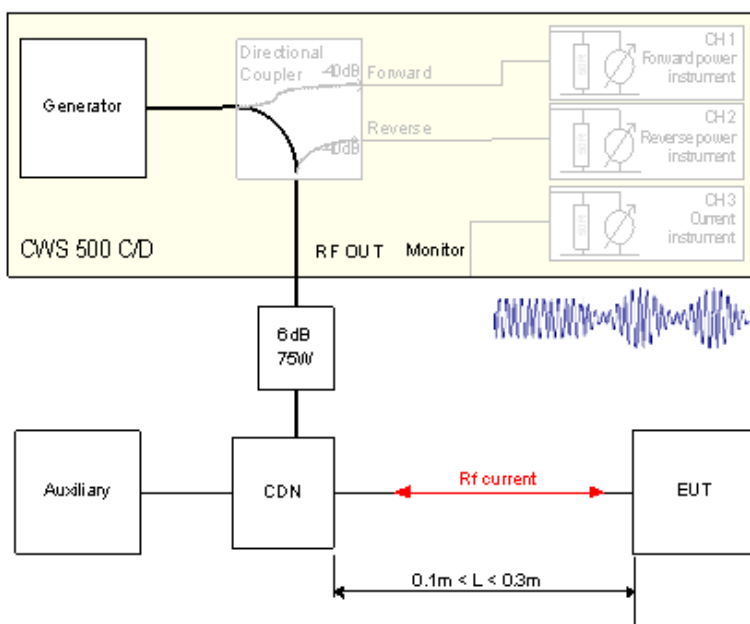 Generator
Directional
Coupler
-40dB
Forward
Reverse
-40dB
CH 1
Forward power
instrument
CH 2
Reverse power
instrument
CH 3
Current
instrument
CWS 500 C/D
RF OUT
Monitor
6dB
75W
Auxiliary
CDN
Rf current
EUT
0.1m < L < 0.3m